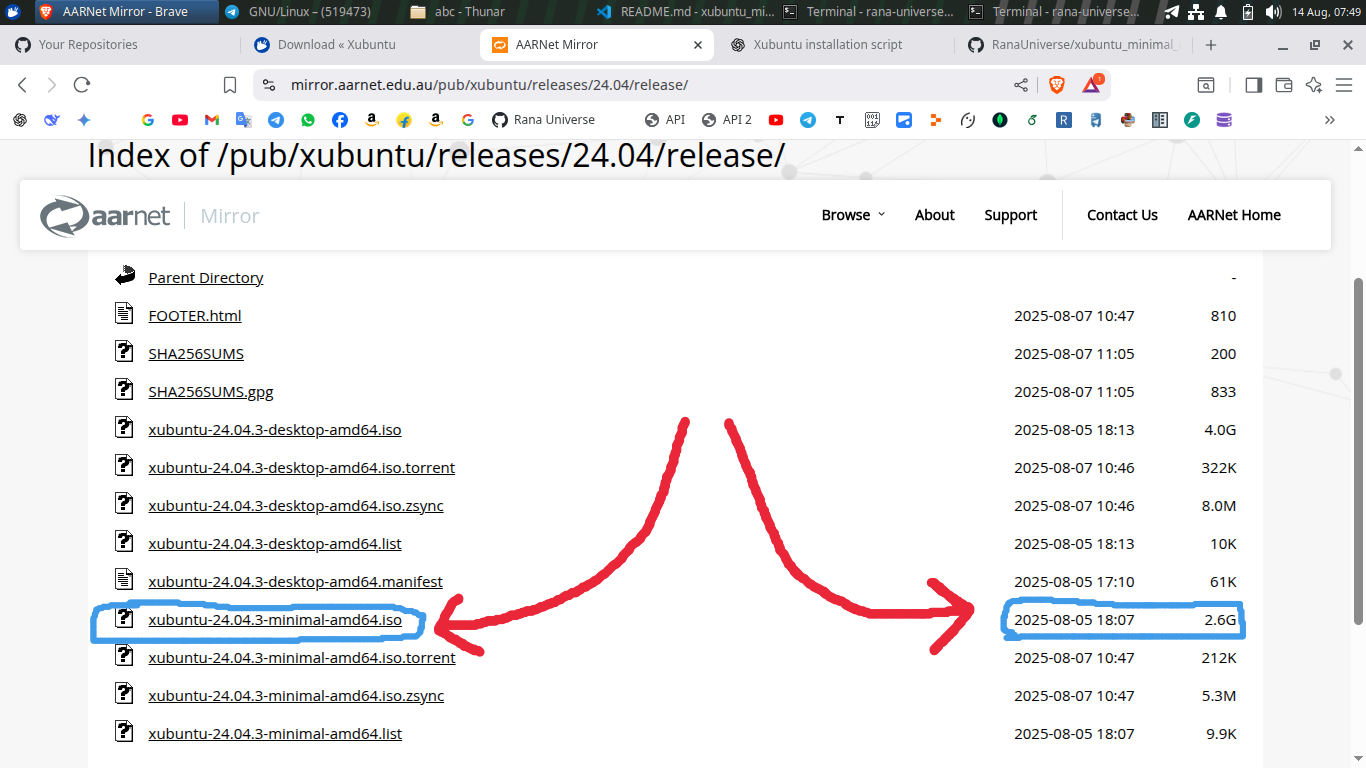 AARNet Mirror - Brave
GNU/Linux – (519473)
abc - Thunar
README.md - xubuntu_mi...
Terminal - rana-universe...
Terminal - rana-universe...
14 Aug, 07:49
Your Repositories
Download « Xubuntu
AARNet Mirror
Xubuntu installation script
RanaUniverse/xubuntu_minimal_
mirror.aarnet.edu.au/pub/xubuntu/releases/24.04/release/
1
Rana Universe
API
API 2
Index of /pub/xubuntu/releases/24.04/release/
aarnet
Mirror
Browse
About
Support
Contact Us
AARNet Home
Parent Directory -
FOOTER.html 2025-08-07 10:47 810
SHA256SUMS 2025-08-07 11:05 200
SHA256SUMS.gpg 2025-08-07 11:05 833
xubuntu-24.04.3-desktop-amd64.iso 2025-08-05 18:13 4.0G
xubuntu-24.04.3-desktop-amd64.iso.torrent 2025-08-07 10:46 322K
xubuntu-24.04.3-desktop-amd64.iso.zsync 2025-08-07 10:46 8.0M
xubuntu-24.04.3-desktop-amd64.list 2025-08-05 18:13 10K
xubuntu-24.04.3-desktop-amd64.manifest 2025-08-05 17:10 61K
xubuntu-24.04.3-minimal-amd64.iso 2025-08-05 18:07 2.6G
xubuntu-24.04.3-minimal-amd64.iso.torrent 2025-08-07 10:47 212K
xubuntu-24.04.3-minimal-amd64.iso.zsync 2025-08-07 10:47 5.3M
xubuntu-24.04.3-minimal-amd64.list 2025-08-05 18:07 9.9K